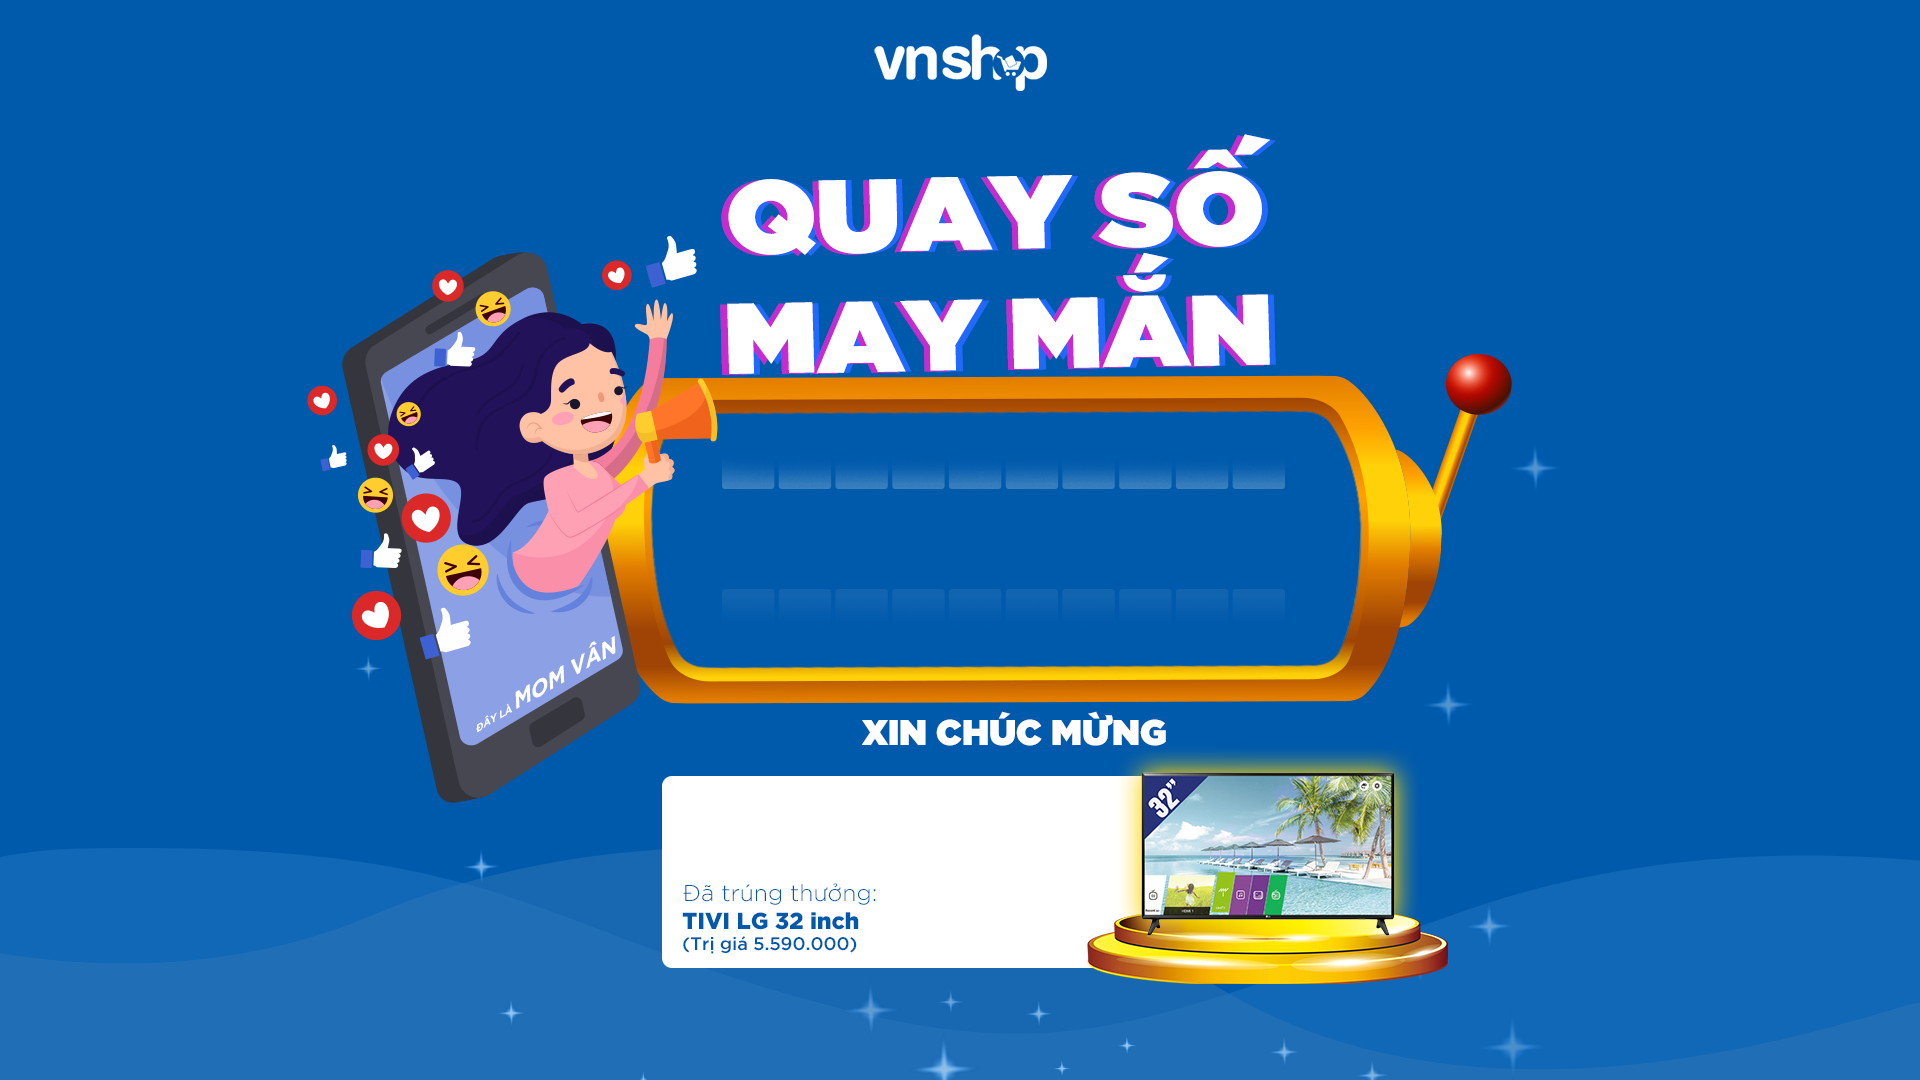 vnshop
QUAY SỐ
MAY MẮN
ĐÂY LÀ MOM VÂN
XIN CHÚC MỪNG
32"
Đã trúng thưởng:
TIVI LG 32 inch
(Trị giá 5.590.000)